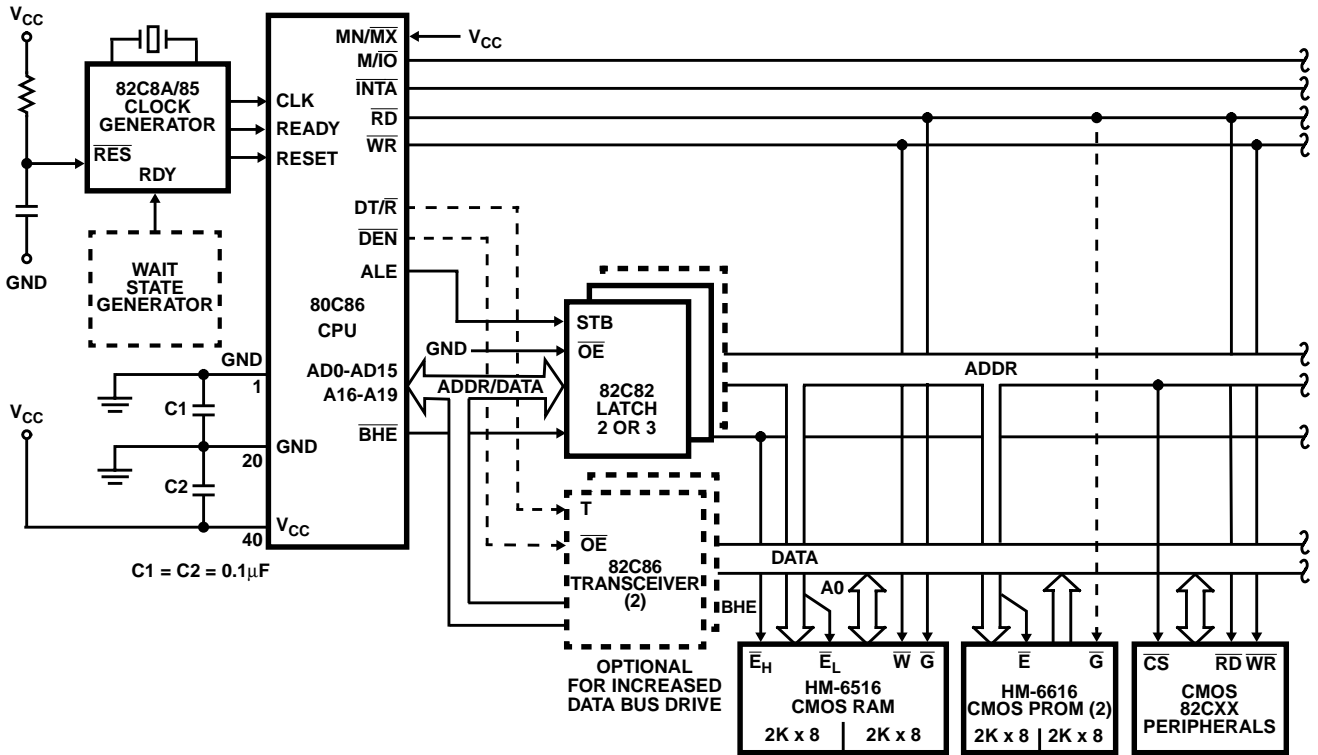 VCC
82C8A/85
CLOCK
GENERATOR
RES
RDY
GND
WAIT
STATE
GENERATOR
CLK
READY
RESET
MN/MX
VCC
M/IO
INTA
RD
WR
DT/R
DEN
ALE
80C86
CPU
AD0-AD15
A16-A19
BHE
GND
1
C1
VCC
GND
20
C2
VCC
40
C1 = C2 = 0.1μF
GND
ADDR/DATA
STB
OE
82C82
LATCH
2 OR 3
ADDR
T
OE
82C86
TRANSCEIVER
(2)
OPTIONAL
FOR INCREASED
DATA BUS DRIVE
DATA
BHE
A0
EH
EL
W
G
HM-6516
CMOS RAM
2K x 8
2K x 8
E
G
HM-6616
CMOS PROM (2)
2K x 8
2K x 8
CS
RD
WR
CMOS
82CXX
PERIPHERALS